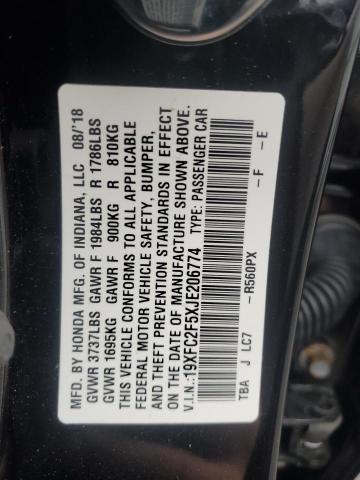 MFD. BY HONDA MFG. OF INDIANA, LLC 08/'18
GVWR 3737LBS GAWR F 1984LBS R 1786LBS
GVWR 1695KG GAWR F 900KG R 810KG
THIS VEHICLE CONFORMS TO ALL APPLICABLE
FEDERAL MOTOR VEHICLE SAFETY, BUMPER,
AND THEFT PREVENTION STANDARDS IN EFFECT
ON THE DATE OF MANUFACTURE SHOWN ABOVE.
V.I.N.:19XFC2F5XJE206774 TYPE: PASSENGER CAR
TBA J LC7 -R560PX -F -E